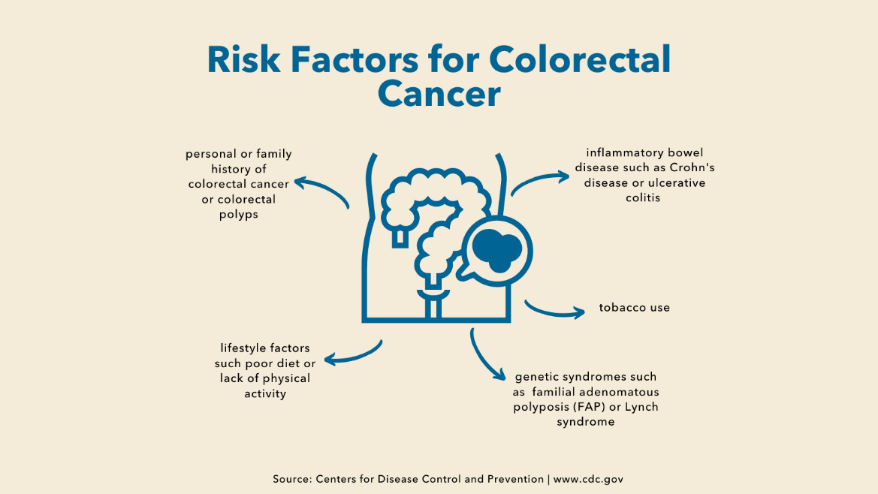 Risk Factors for Colorectal
Cancer
personal or family
history of
colorectal cancer
or colorectal
polyps
inflammatory bowel
disease such as Crohn's
disease or ulcerative
colitis
tobacco use
lifestyle factors
such poor diet or
lack of physical
activity
genetic syndromes such
as familial adenomatous
polyposis (FAP) or Lynch
syndrome
Source: Centers for Disease Control and Prevention | www.cdc.gov